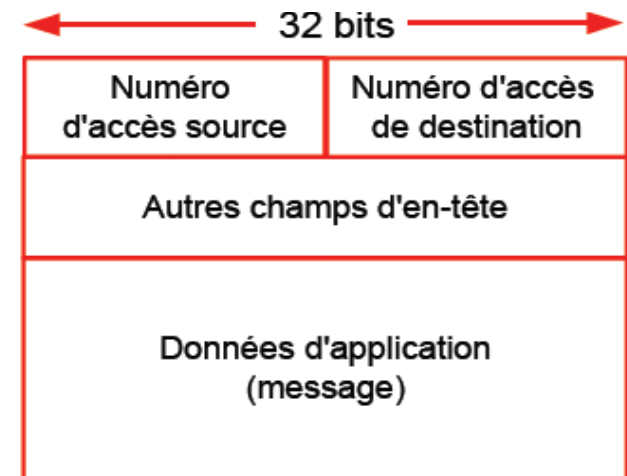 32 bits
Numéro
d'accès source
Numéro d'accès
de destination
Autres champs d'en-tête
Données d'application
(message)